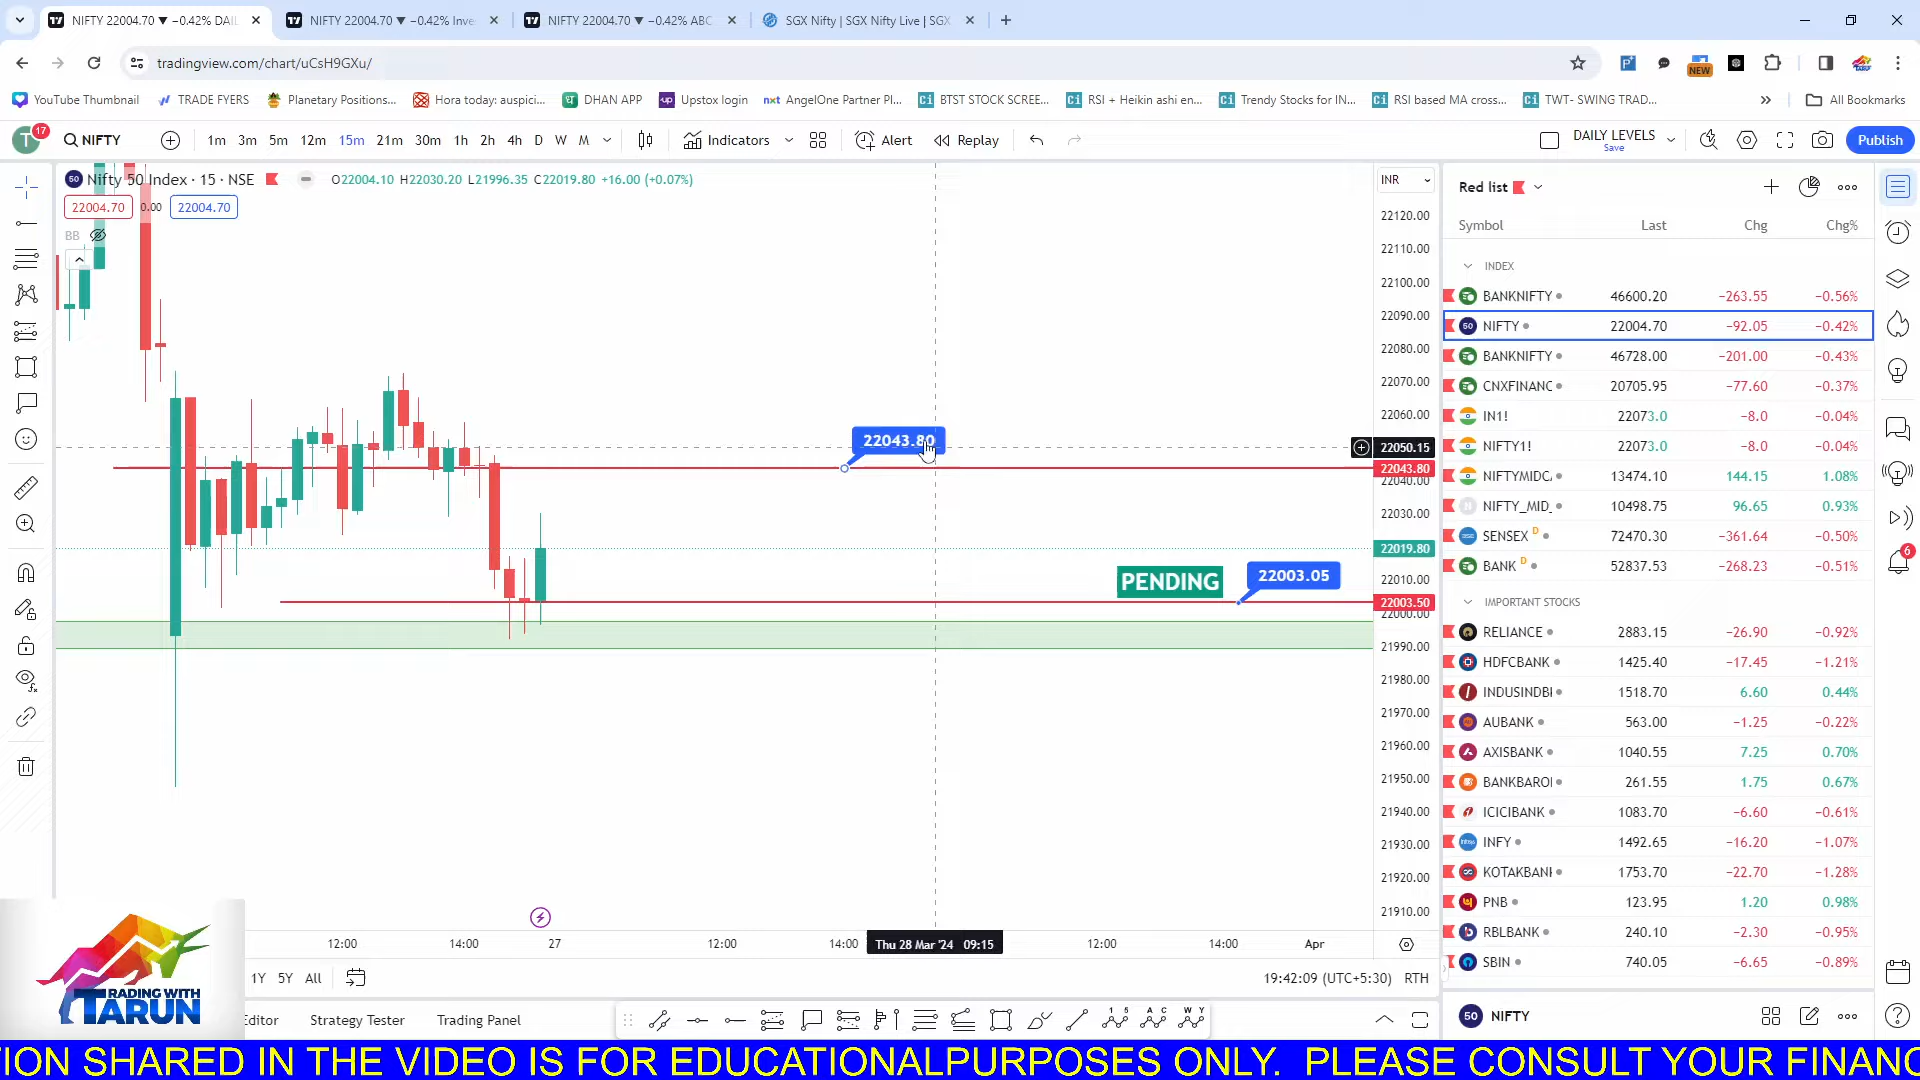 NIFTY 22004.70 ▼ −0.42% DAIL
NIFTY 22004.70 ▼ −0.42% Inve
NIFTY 22004.70 ▼ −0.42% ABC
SGX Nifty | SGX Nifty Live | SGX
tradingview.com/chart/uCsH9GXu/
NEW
YouTube Thumbnail
TRADE FYERS
Planetary Positions...
Hora today: auspici...
DHAN APP
Upstox login
AngelOne Partner Pl...
BTST STOCK SCREE...
RSI + Heikin ashi en...
Trendy Stocks for IN...
RSI based MA cross...
TWT- SWING TRAD...
All Bookmarks
T 17
NIFTY
1m 3m 5m 12m 15m 21m 30m 1h 2h 4h D W M
Indicators
Alert
Replay
DAILY LEVELS
Save
Publish
Nifty 50 Index · 15 · NSE
O22004.10 H22030.20 L21996.35 C22019.80 +16.00 (+0.07%)
22004.70 0.00 22004.70
BB
INR
22120.00
22110.00
22100.00
22090.00
22080.00
22070.00
22060.00
22050.15
22043.80
22040.00
22030.00
22019.80
22010.00
22003.50
22000.00
21990.00
21980.00
21970.00
21960.00
21950.00
21940.00
21930.00
21920.00
21910.00
22043.80
PENDING
22003.05
12:00 14:00 27 12:00 14:00 Thu 28 Mar '24 09:15 12:00 14:00 Apr
1Y 5Y All
19:42:09 (UTC+5:30) RTH
Editor
Strategy Tester
Trading Panel
Red list
Symbol Last Chg Chg%
INDEX
BANKNIFTY 46600.20 −263.55 −0.56%
NIFTY 22004.70 −92.05 −0.42%
BANKNIFTY 46728.00 −201.00 −0.43%
CNXFINANC 20705.95 −77.60 −0.37%
IN1! 22073.0 −8.0 −0.04%
NIFTY1! 22073.0 −8.0 −0.04%
NIFTYMIDC 13474.10 144.15 1.08%
NIFTY_MID_ 10498.75 96.65 0.93%
SENSEX D 72470.30 −361.64 −0.50%
BANK D 52837.53 −268.23 −0.51%
IMPORTANT STOCKS
RELIANCE 2883.15 −26.90 −0.92%
HDFCBANK 1425.40 −17.45 −1.21%
INDUSINDBI 1518.70 6.60 0.44%
AUBANK 563.00 −1.25 −0.22%
AXISBANK 1040.55 7.25 0.70%
BANKBARO 261.55 1.75 0.67%
ICICIBANK 1083.70 −6.60 −0.61%
INFY 1492.65 −16.20 −1.07%
KOTAKBANK 1753.70 −22.70 −1.28%
PNB 123.95 1.20 0.98%
RBLBANK 240.10 −2.30 −0.95%
SBIN 740.05 −6.65 −0.89%
6
50 NIFTY
TRADING WITH
TARUN
TION SHARED IN THE VIDEO IS FOR EDUCATIONALPURPOSES ONLY. PLEASE CONSULT YOUR FINANC